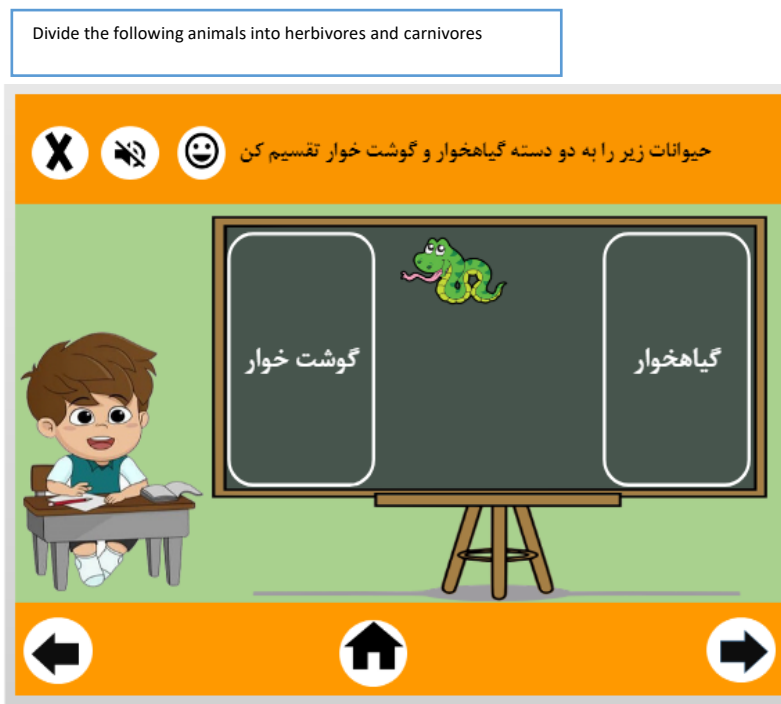 Divide the following animals into herbivores and carnivores
حیوانات زیر را به دو دسته گیاهخوار و گوشت خوار تقسیم کن
گیاهخوار
گوشت خوار